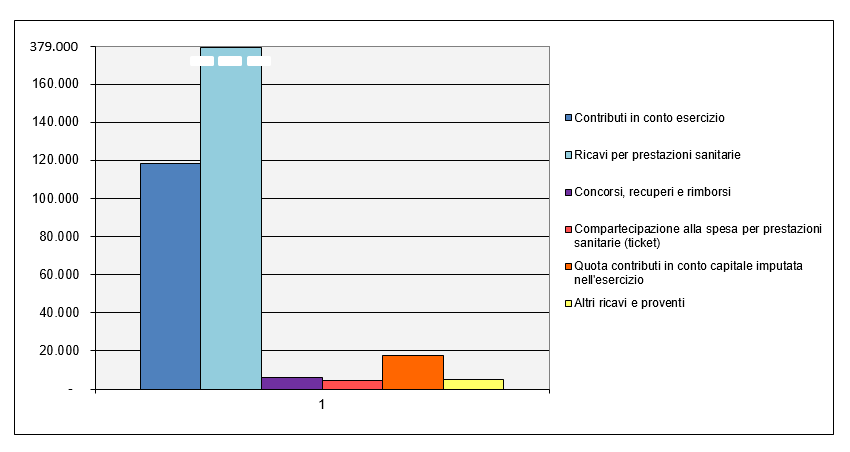 379.000
160.000
140.000
120.000
100.000
80.000
60.000
40.000
20.000
-
1
Contributi in conto esercizio
Ricavi per prestazioni sanitarie
Concorsi, recuperi e rimborsi
Compartecipazione alla spesa per prestazioni
sanitarie (ticket)
Quota contributi in conto capitale imputata
nell'esercizio
Altri ricavi e proventi